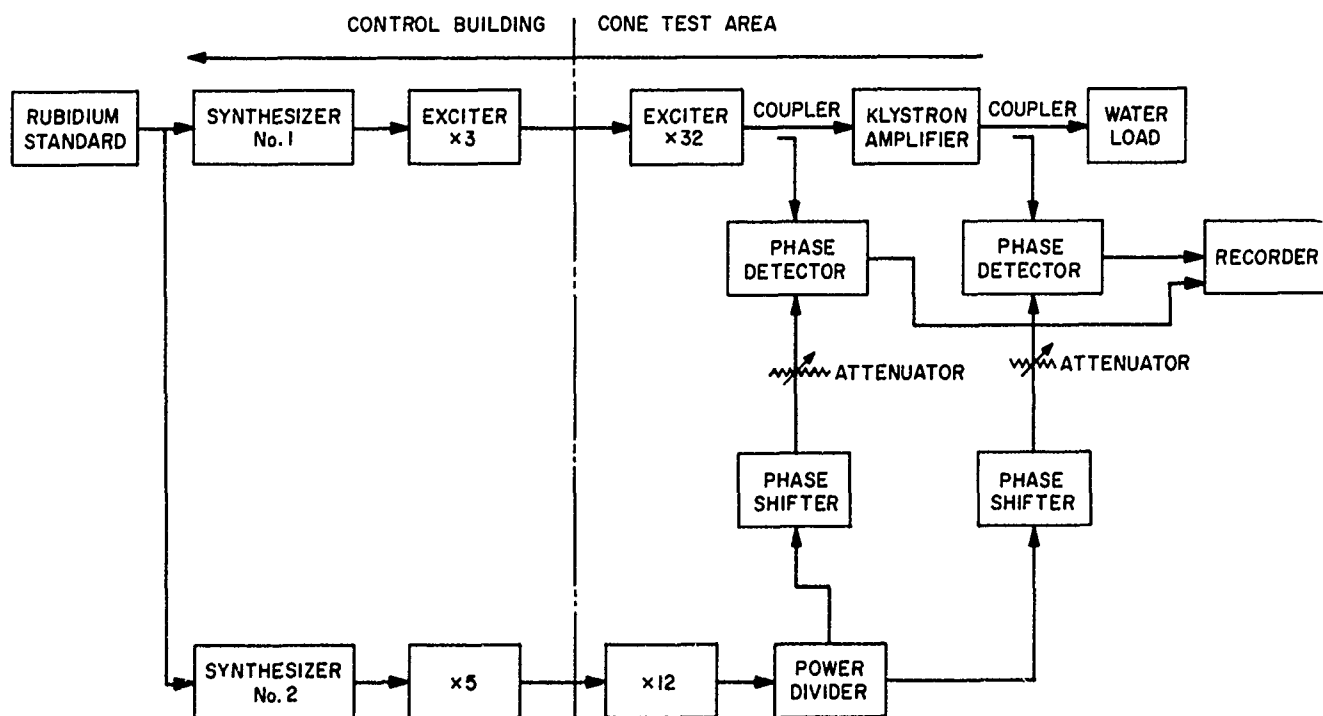 CONTROL BUILDING
CONE TEST AREA
RUBIDIUM
STANDARD
SYNTHESIZER
No. 1
EXCITER
×3
EXCITER
×32
COUPLER
KLYSTRON
AMPLIFIER
COUPLER
WATER
LOAD
PHASE
DETECTOR
PHASE
DETECTOR
RECORDER
ATTENUATOR
ATTENUATOR
PHASE
SHIFTER
PHASE
SHIFTER
SYNTHESIZER
No. 2
×5
×12
POWER
DIVIDER